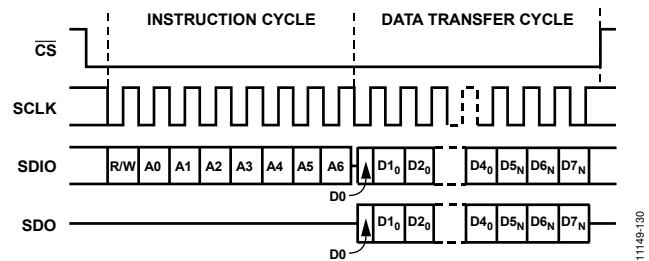 INSTRUCTION CYCLE DATA TRANSFER CYCLE
CS
SCLK
SDIO R/W A0 A1 A2 A3 A4 A5 A6 D1₀ D2₀ D4₀ D5N D6N D7N
D0
SDO D1₀ D2₀ D4₀ D5N D6N D7N
D0
11149-130